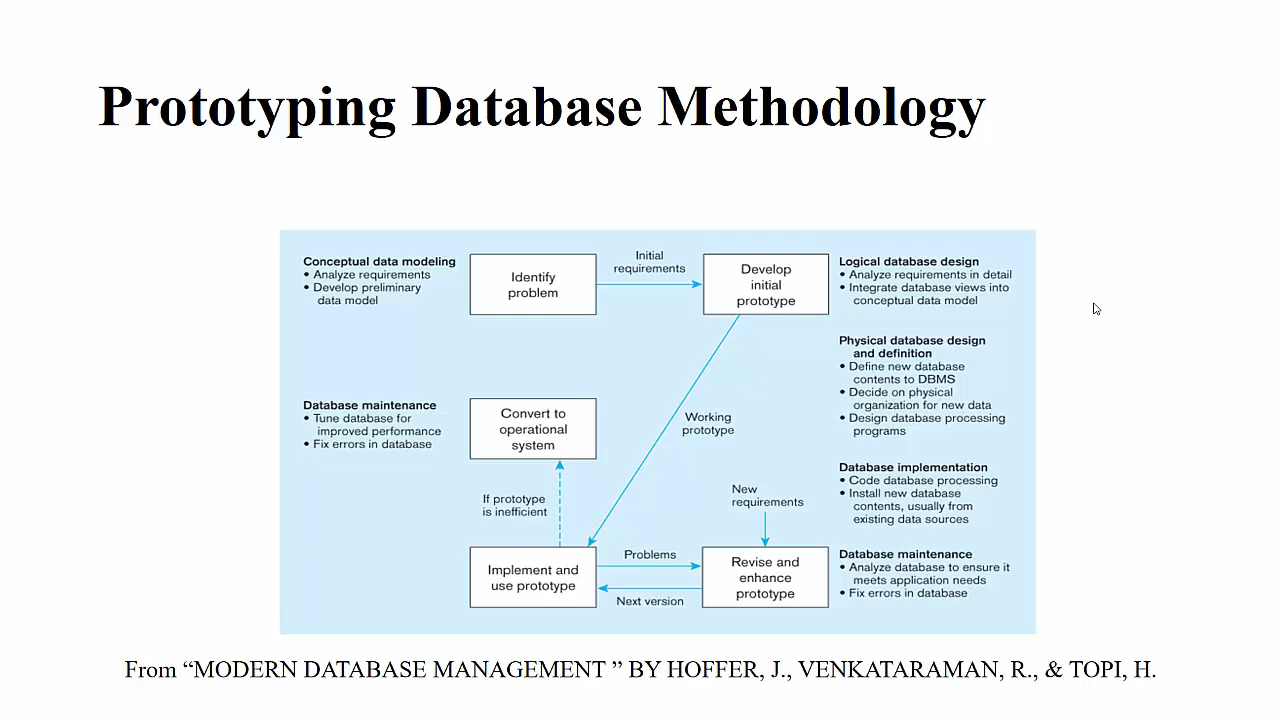 Prototyping Database Methodology
Conceptual data modeling
• Analyze requirements
• Develop preliminary
data model
Identify
problem
Initial
requirements
Develop
initial
prototype
Logical database design
• Analyze requirements in detail
• Integrate database views into
conceptual data model
Physical database design
and definition
• Define new database
contents to DBMS
• Decide on physical
organization for new data
• Design database processing
programs
Database maintenance
• Tune database for
improved performance
• Fix errors in database
Convert to
operational
system
Working
prototype
If prototype
is inefficient
New
requirements
Database implementation
• Code database processing
• Install new database
contents, usually from
existing data sources
Implement and
use prototype
Problems
Next version
Revise and
enhance
prototype
Database maintenance
• Analyze database to ensure it
meets application needs
• Fix errors in database
From “MODERN DATABASE MANAGEMENT ” BY HOFFER, J., VENKATARAMAN, R., & TOPI, H.